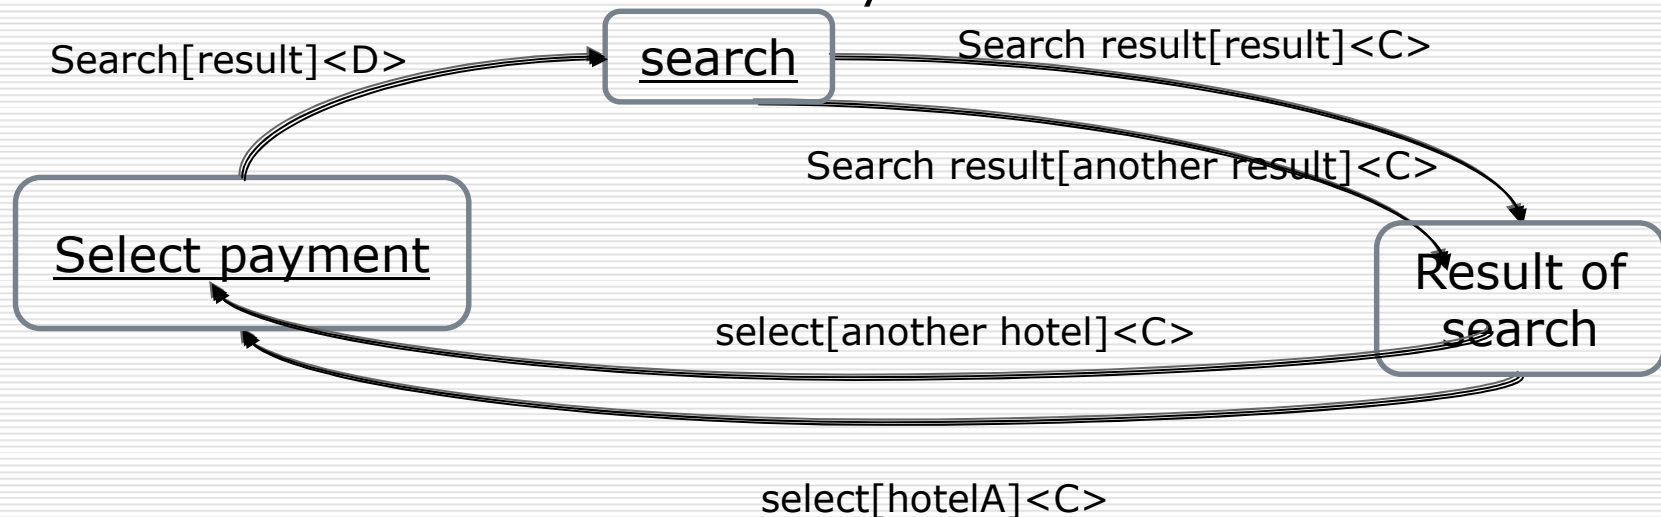 Search[result]<D>
search
Search result[result]<C>
Search result[another result]<C>
Select payment
Result of
search
select[another hotel]<C>
select[hotelA]<C>